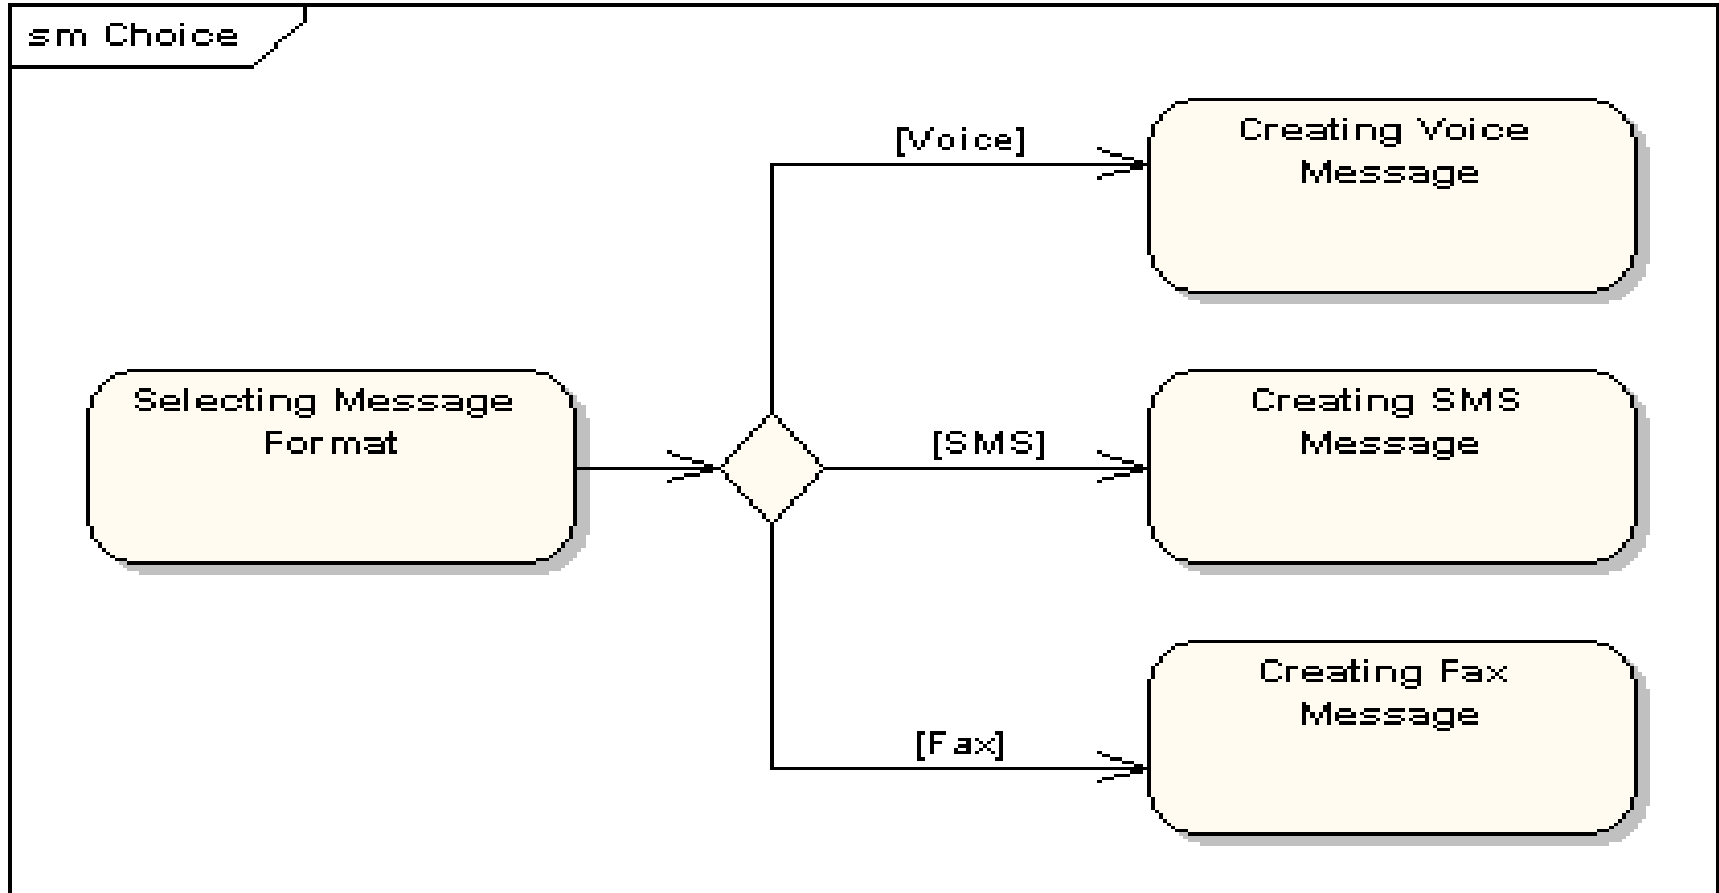 sm Choice
[Voice]
Creating Voice
Message
Selecting Message
Format
[SMS]
Creating SMS
Message
[Fax]
Creating Fax
Message